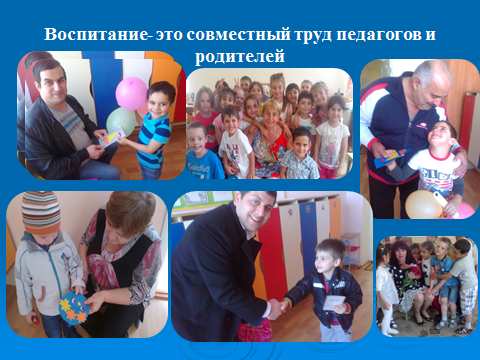 Воспитание- это совместный труд педагогов и
родителей